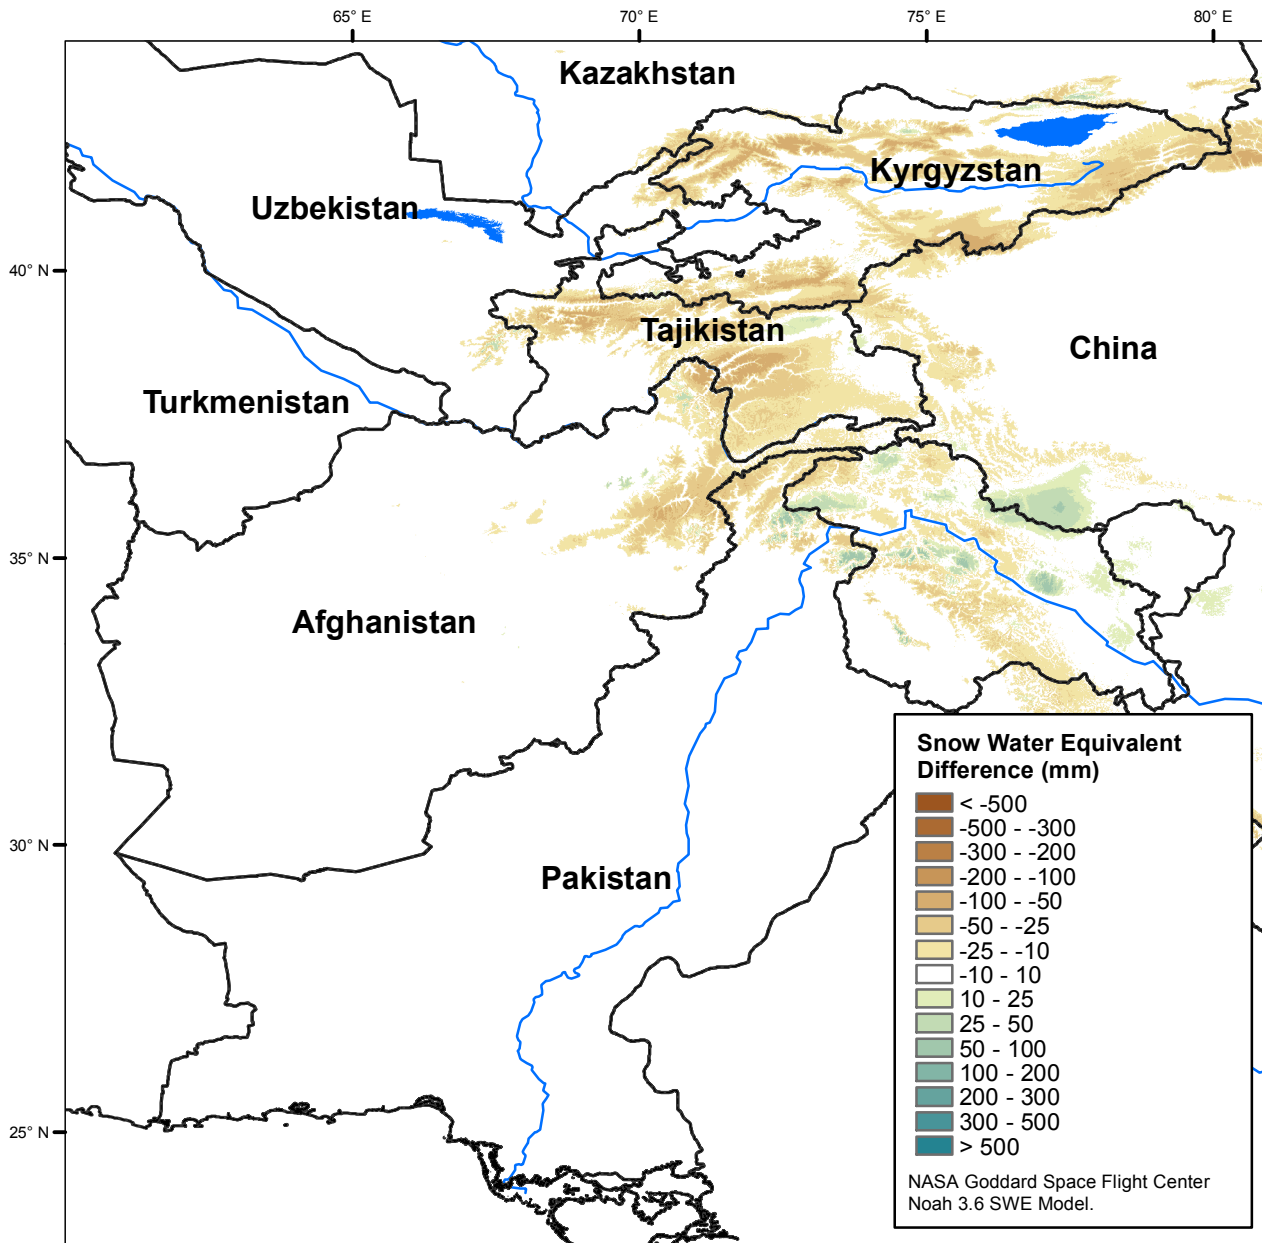 65° E
70° E
75° E
80° E
Kazakhstan
Kyrgyzstan
Uzbekistan
40° N
Tajikistan
China
Turkmenistan
35° N
Afghanistan
Snow Water Equivalent
Difference (mm)
< -500
-500 - -300
-300 - -200
-200 - -100
-100 - -50
-50 - -25
-25 - -10
-10 - 10
10 - 25
25 - 50
50 - 100
100 - 200
200 - 300
300 - 500
> 500
30° N
Pakistan
25° N
NASA Goddard Space Flight Center
Noah 3.6 SWE Model.